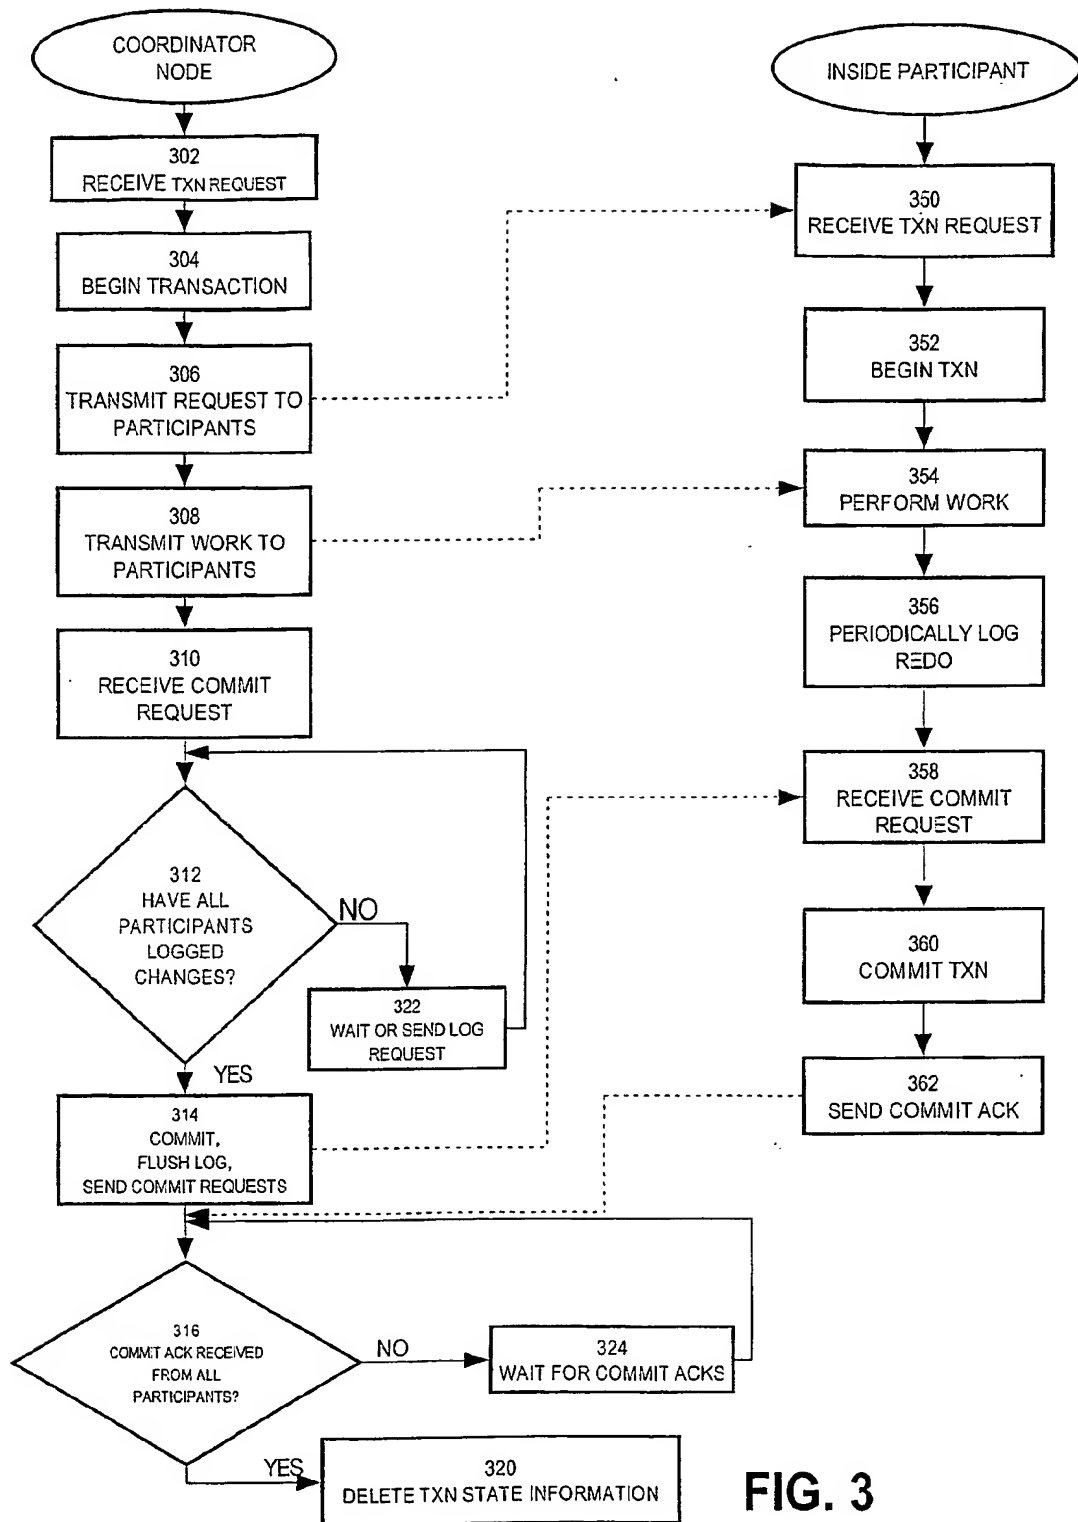 COORDINATOR
NODE
302
RECEIVE TXN REQUEST
304
BEGIN TRANSACTION
306
TRANSMIT REQUEST TO
PARTICIPANTS
308
TRANSMIT WORK TO
PARTICIPANTS
310
RECEIVE COMMIT
REQUEST
312
HAVE ALL
PARTICIPANTS
LOGGED
CHANGES?
NO
322
WAIT OR SEND LOG
REQUEST
YES
314
COMMIT,
FLUSH LOG,
SEND COMMIT REQUESTS
316
COMMIT ACK RECEIVED
FROM ALL
PARTICIPANTS?
NO
324
WAIT FOR COMMIT ACKS
YES
320
DELETE TXN STATE INFORMATION
INSIDE PARTICIPANT
350
RECEIVE TXN REQUEST
352
BEGIN TXN
354
PERFORM WORK
356
PERIODICALLY LOG
REDO
358
RECEIVE COMMIT
REQUEST
360
COMMIT TXN
362
SEND COMMIT ACK
FIG. 3